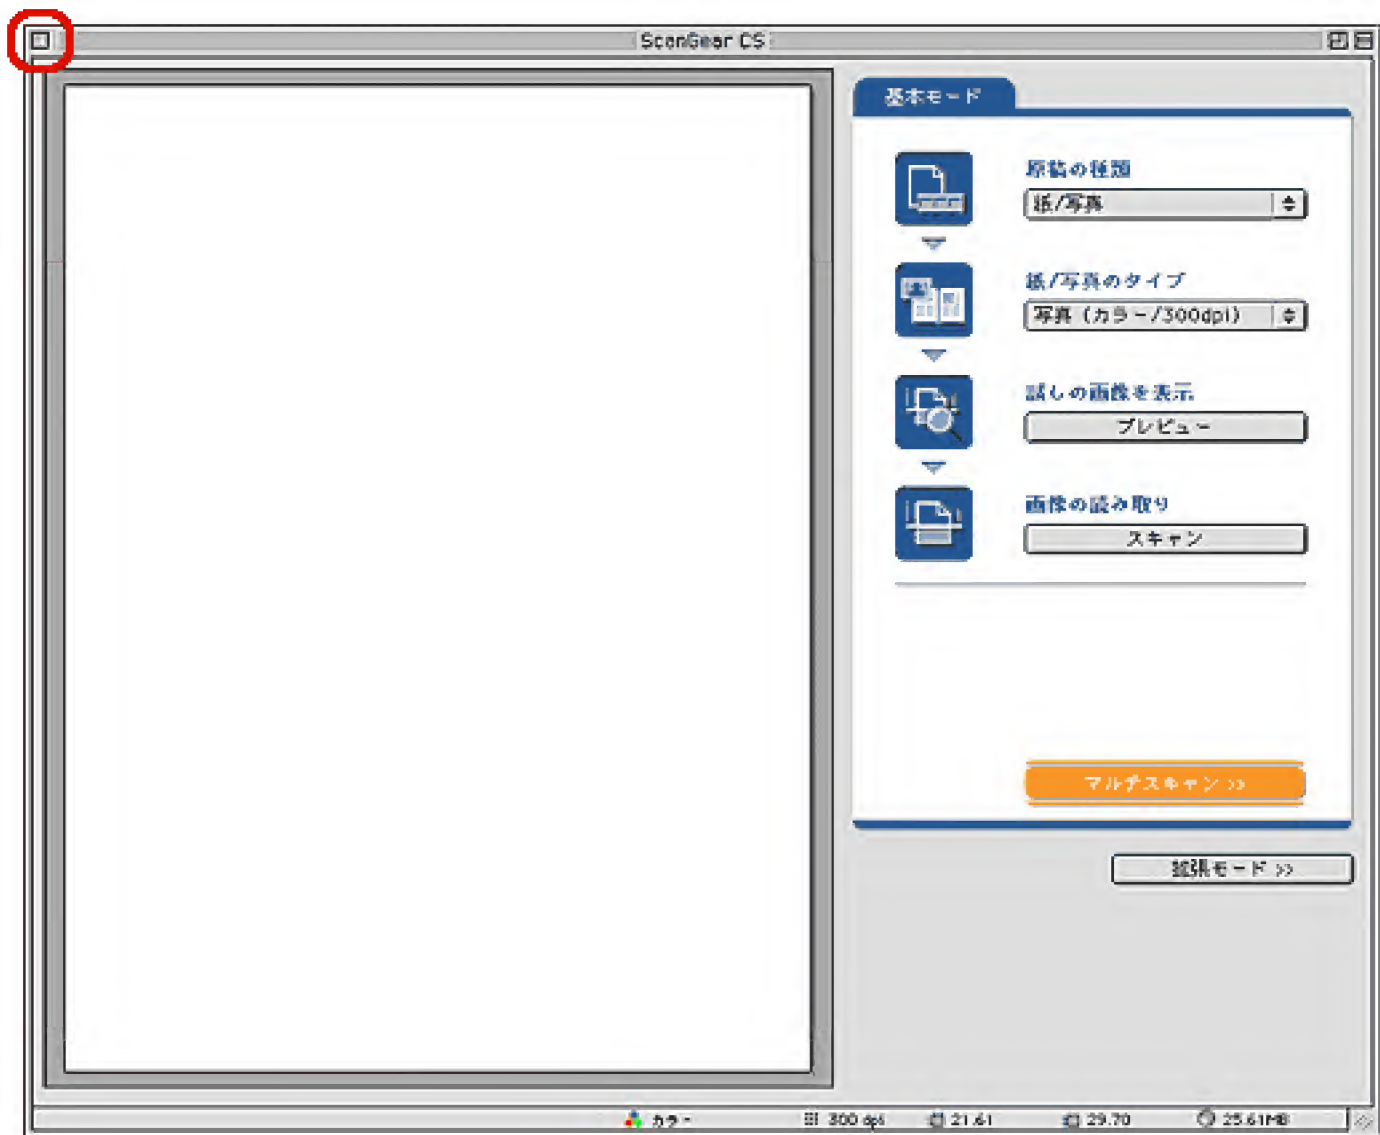 ScanGear CS
基本モード
原稿の種類
紙/写真
紙/写真のタイプ
写真 (カラー/300dpi)
試しの画像を表示
プレビュー
画像の読み取り
スキャン
マルチスキャン >>
拡張モード >>
カラー 300 dpi 21.61 29.70 25.61MB